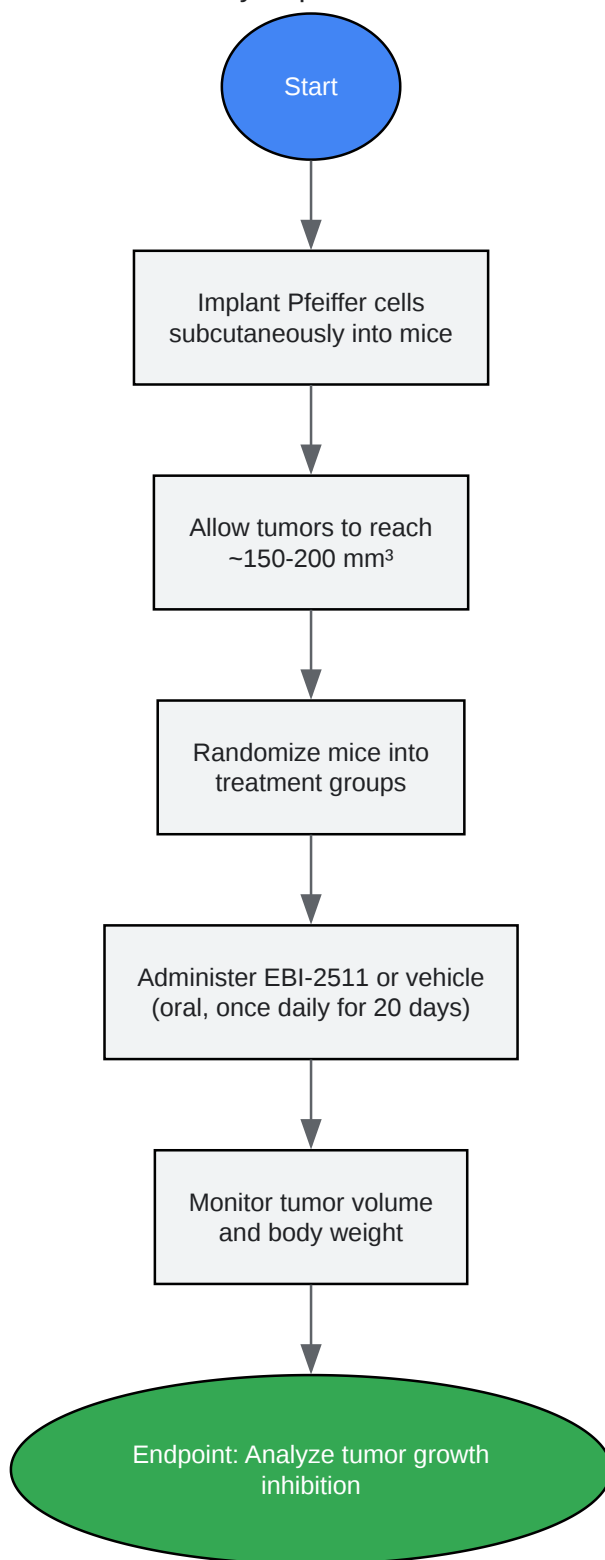 Start
Implant Pfeiffer cells
subcutaneously into mice
Allow tumors to reach
~150-200 mm³
Randomize mice into
treatment groups
Administer EBI-2511 or vehicle
(oral, once daily for 20 days)
Monitor tumor volume
and body weight
Endpoint: Analyze tumor growth
inhibition